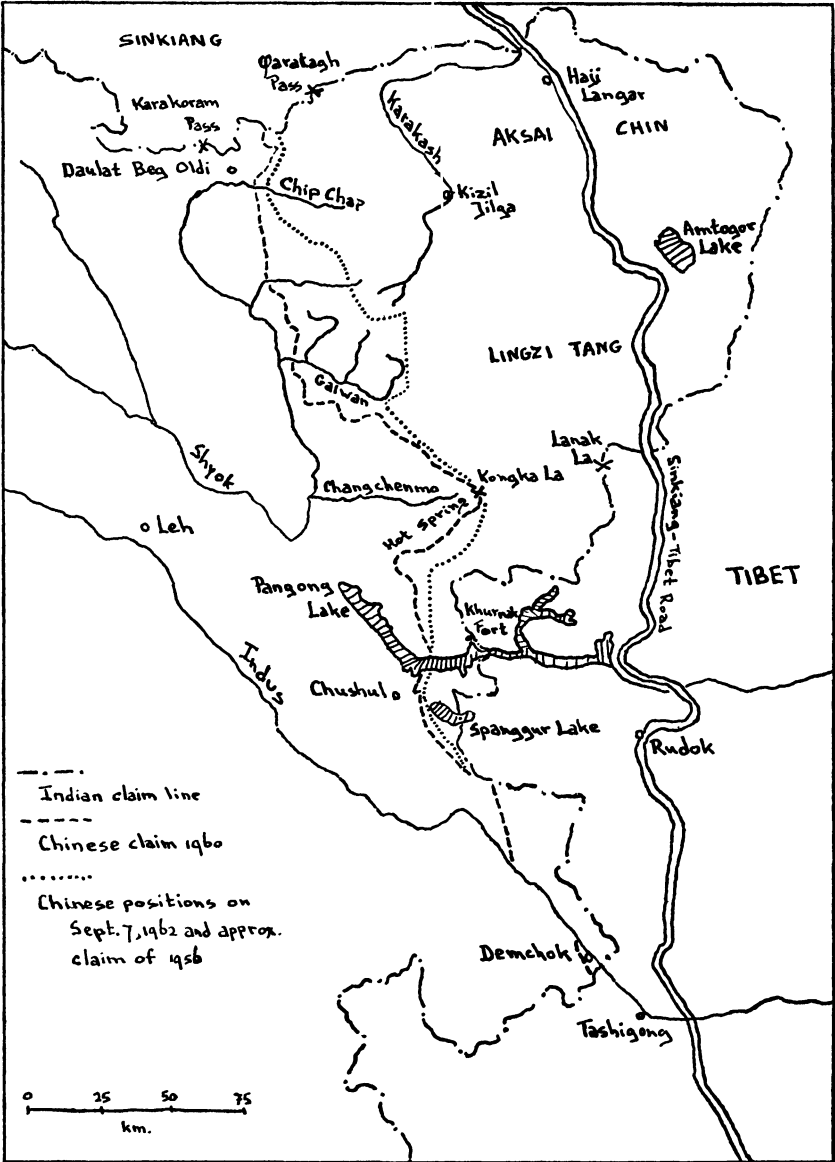 SINKIANG
Qaratagh
Pass
Haji
Langar
Karakoram
Pass
Karakash
AKSAI CHIN
Daulat Beg Oldi
Chip Chap
Kizil
Jilga
Amtogor
Lake
LINGZI TANG
Galwan
Lanak
La
Shyok
Changchenmo
Kongka La
Hot Spring
Sinkiang-Tibet Road
Leh
TIBET
Pangong
Lake
Khurnak
Fort
Indus
Chushul
Spanggur Lake
Rudok
Indian claim line
Chinese claim 1960
Chinese positions on
Sept. 7, 1962 and approx.
claim of 1956
Demchok
Tashigong
0 25 50 75
km.